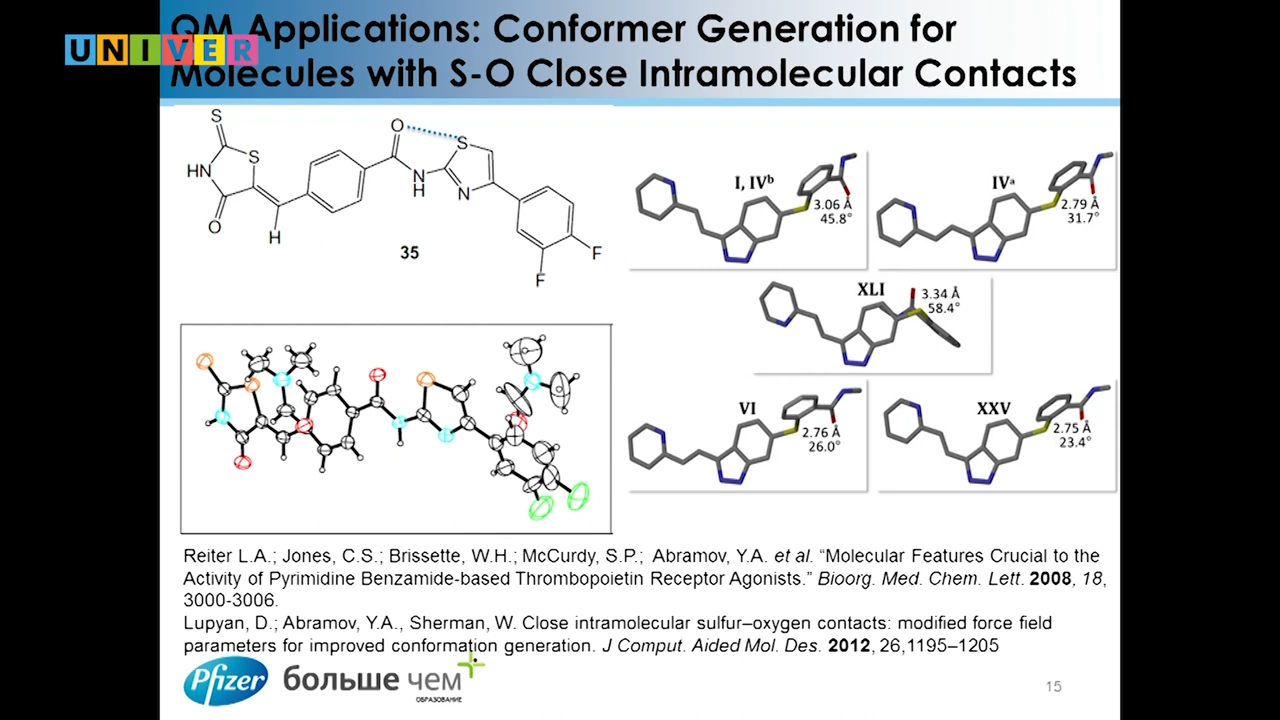 QM Applications: Conformer Generation for
UNIVER
Molecules with S-O Close Intramolecular Contacts
S
HN
S
O
H
O
N
H
S
N
F
F
35
I, IVᵇ
3.06 Å
45.8°
IVᵃ
2.79 Å
31.7°
XLI
3.34 Å
58.4°
VI
2.76 Å
26.0°
XXV
2.75 Å
23.4°
Reiter L.A.; Jones, C.S.; Brissette, W.H.; McCurdy, S.P.; Abramov, Y.A. et al. “Molecular Features Crucial to the
Activity of Pyrimidine Benzamide-based Thrombopoietin Receptor Agonists.” Bioorg. Med. Chem. Lett. 2008, 18,
3000-3006.
Lupyan, D.; Abramov, Y.A., Sherman, W. Close intramolecular sulfur–oxygen contacts: modified force field
parameters for improved conformation generation. J Comput. Aided Mol. Des. 2012, 26,1195–1205
Pfizer
больше чем
ОБРАЗОВАНИЕ
15